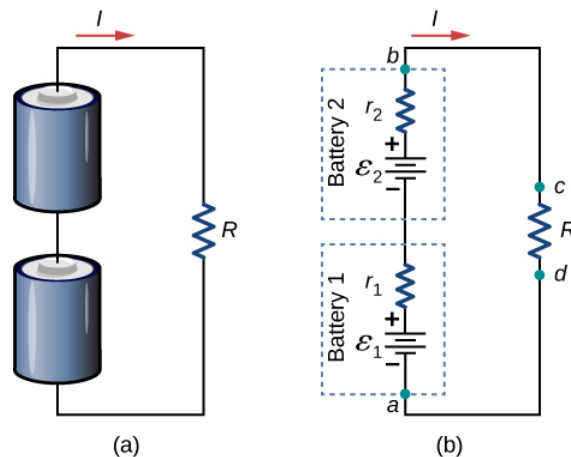 I
R
(a)
I
b
Battery 2
r2
+
ε2
−
c
R
d
Battery 1
r1
+
ε1
−
a
(b)